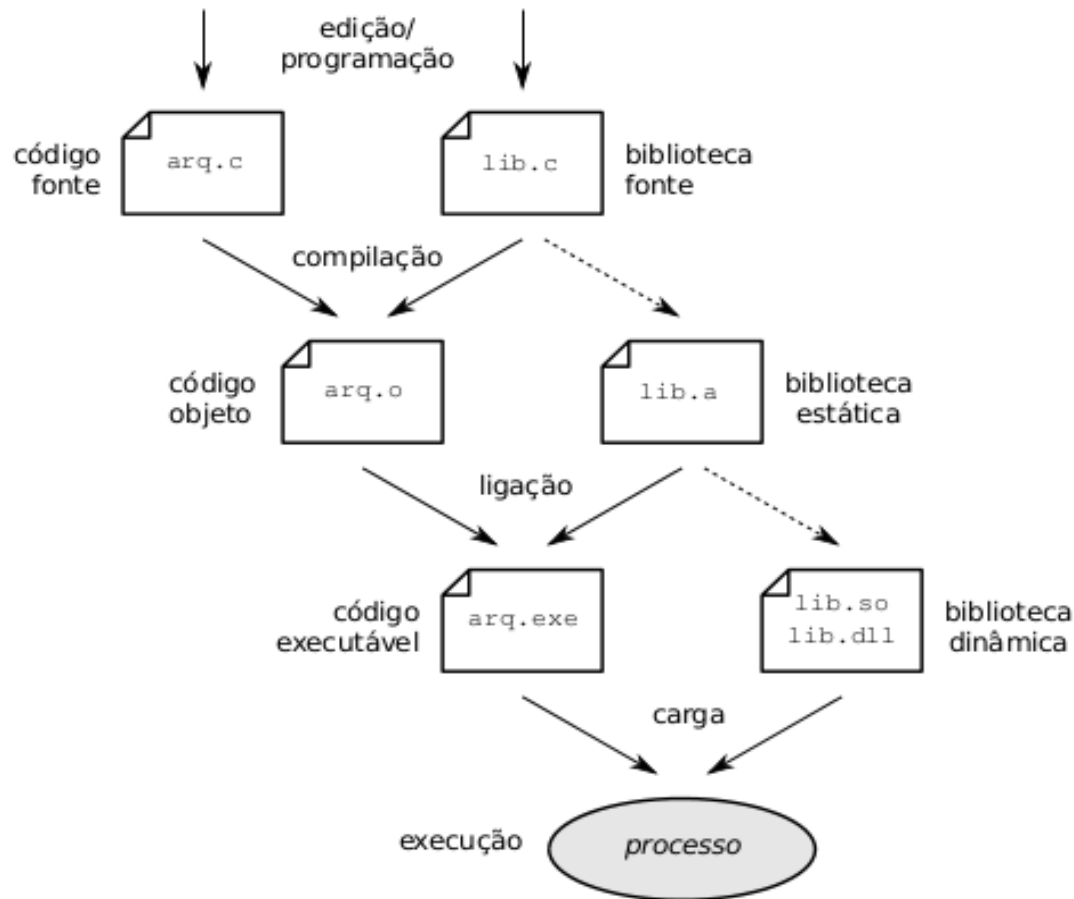 edição/
programação
código
fonte
arq.c
lib.c
biblioteca
fonte
compilação
código
objeto
arq.o
lib.a
biblioteca
estática
ligação
código
executável
arq.exe
lib.so
lib.dll
biblioteca
dinâmica
carga
execução
processo